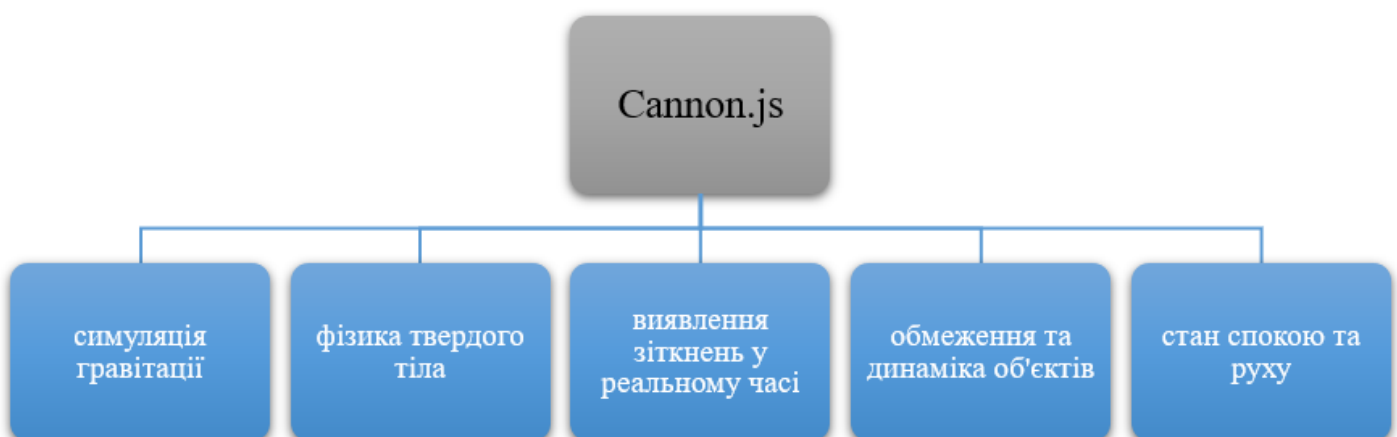 Cannon.js
симуляція
гравітації
фізика твердого
тіла
виявлення
зіткнень у
реальному часі
обмеження та
динаміка об'єктів
стан спокою та
руху